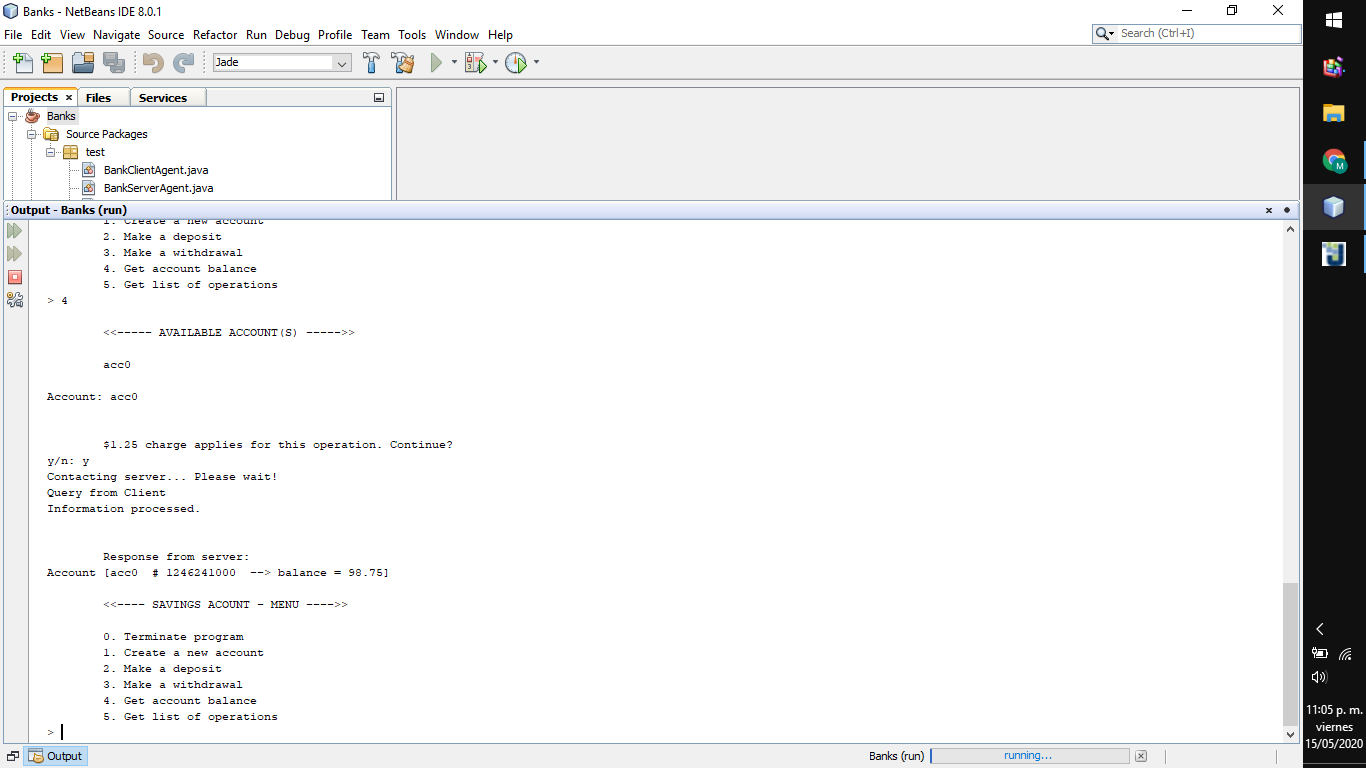 Banks - NetBeans IDE 8.0.1
File Edit View Navigate Source Refactor Run Debug Profile Team Tools Window Help
Search (Ctrl+I)
Jade
Projects × Files Services
Banks
Source Packages
test
BankClientAgent.java
BankServerAgent.java
Output - Banks (run)
1. Create a new account
2. Make a deposit
3. Make a withdrawal
4. Get account balance
5. Get list of operations
> 4
<<----- AVAILABLE ACCOUNT(S) ----->>
acc0
Account: acc0
$1.25 charge applies for this operation. Continue?
y/n: y
Contacting server... Please wait!
Query from Client
Information processed.
Response from server:
Account [acc0  # 1246241000  --> balance = 98.75]
<<---- SAVINGS ACOUNT - MENU ---->>
0. Terminate program
1. Create a new account
2. Make a deposit
3. Make a withdrawal
4. Get account balance
5. Get list of operations
>
Output
Banks (run) running...
11:05 p. m.
viernes
15/05/2020